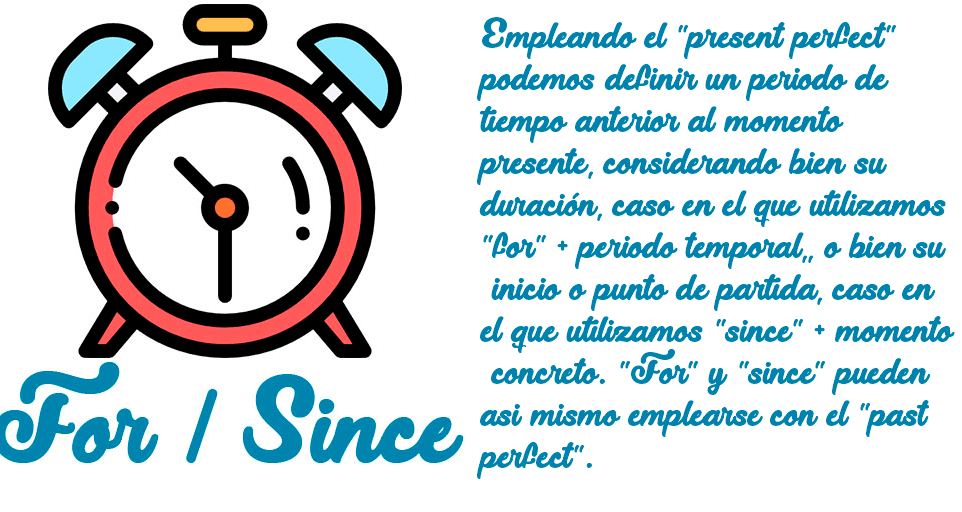 For / Since
Empleando el "present perfect"
podemos definir un periodo de
tiempo anterior al momento
presente, considerando bien su
duración, caso en el que utilizamos
"for" + periodo temporal,, o bien su
inicio o punto de partida, caso en
el que utilizamos "since" + momento
concreto. "For" y "since" pueden
asi mismo emplearse con el "past
perfect".